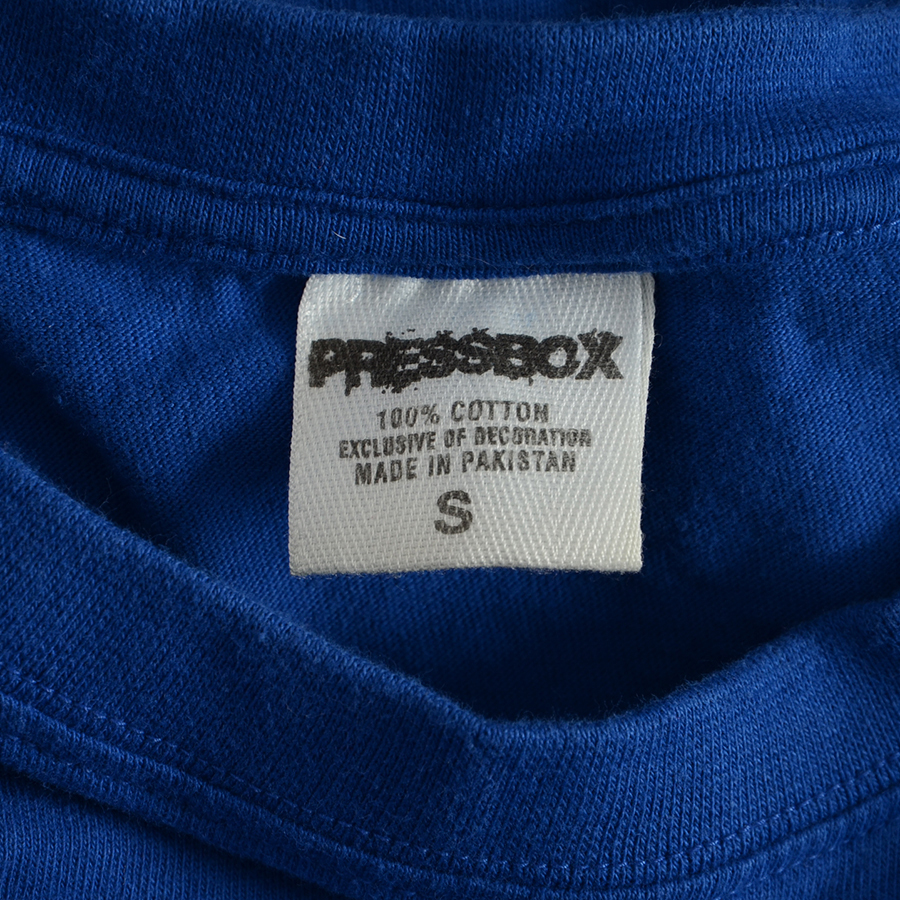 PRESSBOX
100% COTTON
EXCLUSIVE OF DECORATION
MADE IN PAKISTAN
S